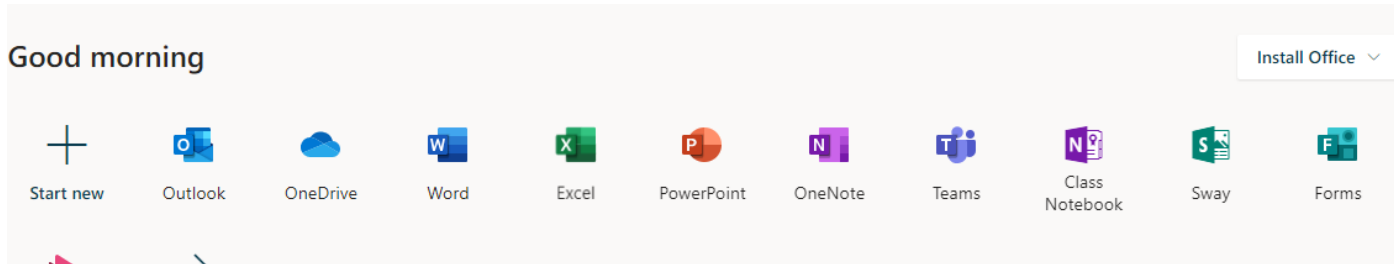 Good morning
Install Office
Start new
Outlook
OneDrive
Word
Excel
PowerPoint
OneNote
Teams
Class
Notebook
Sway
Forms